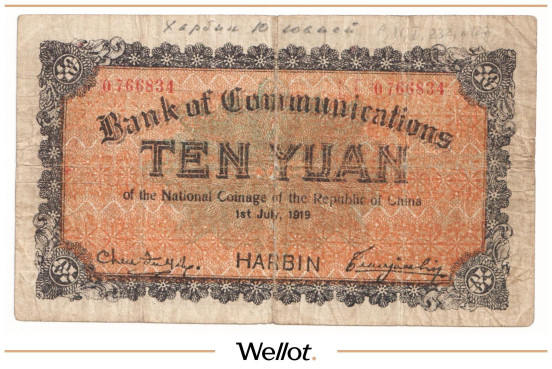 Харбин 10 юаней
0766834 0766834
Bank of Communications
TEN YUAN
of the National Coinage of the Republic of China
1st July, 1919
HARBIN
Wellot.